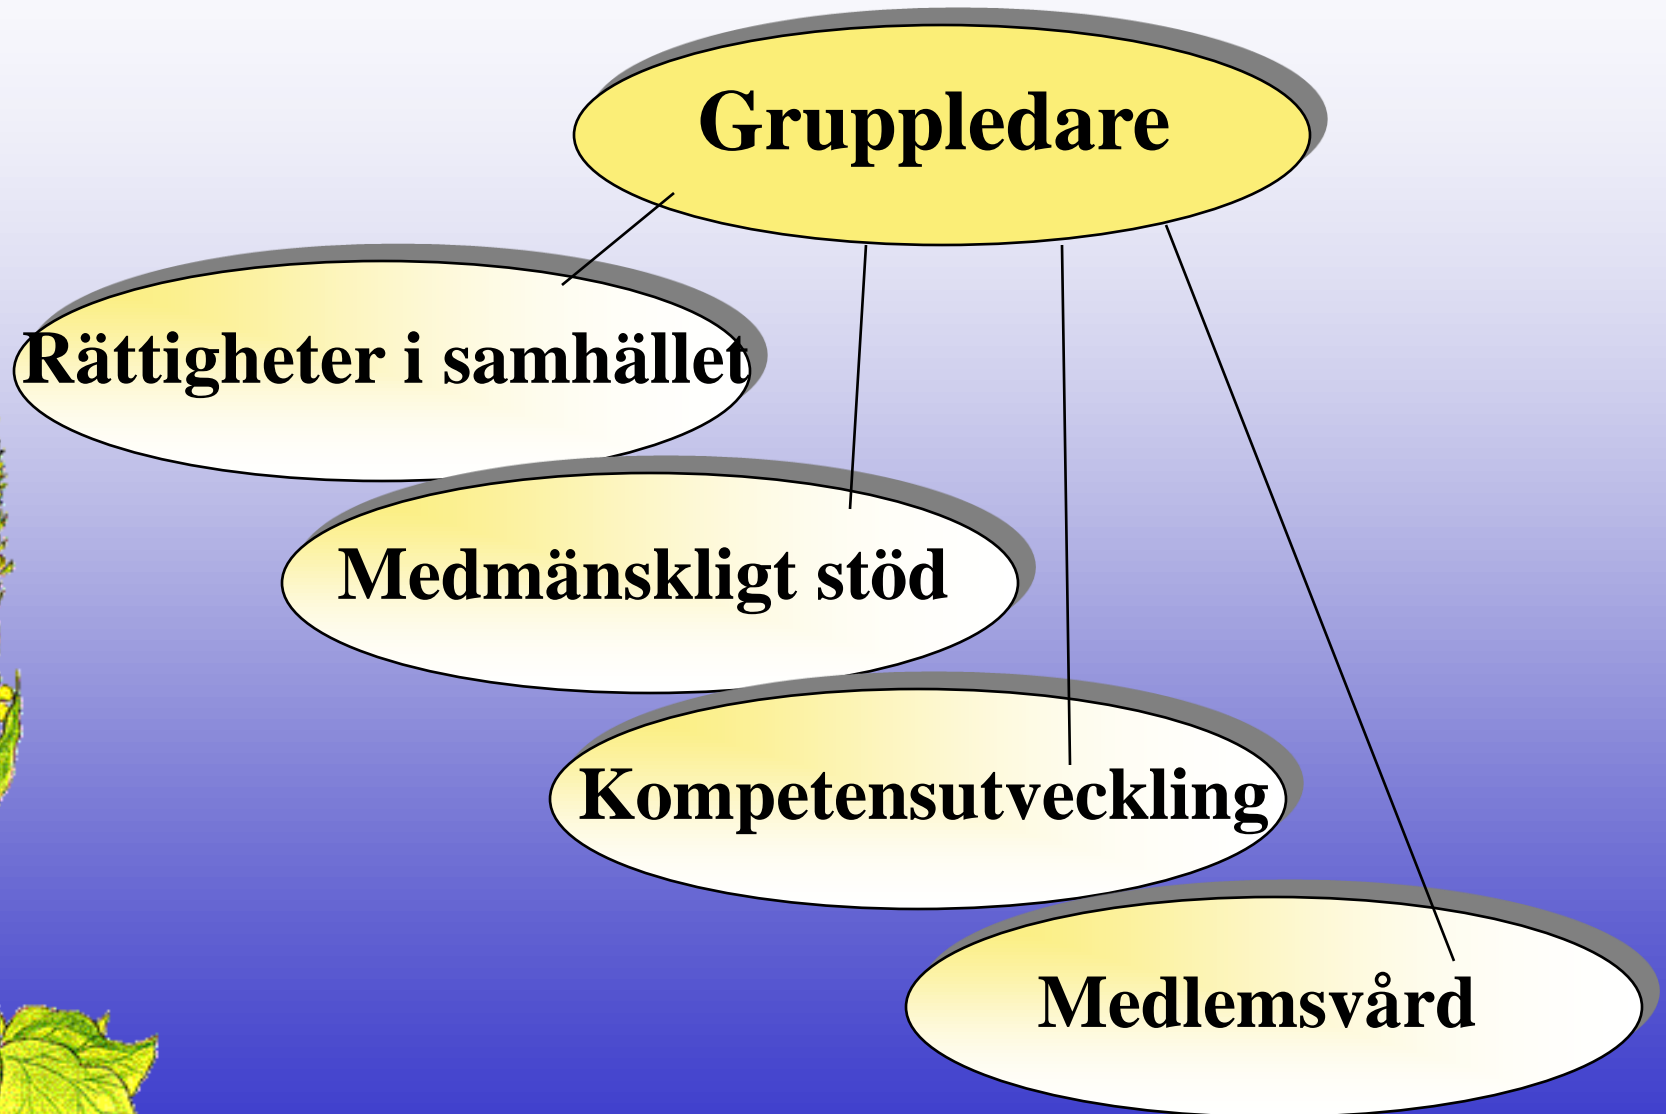 Gruppledare
Rättigheter i samhället
Medmänskligt stöd
Kompetensutveckling
Medlemsvård